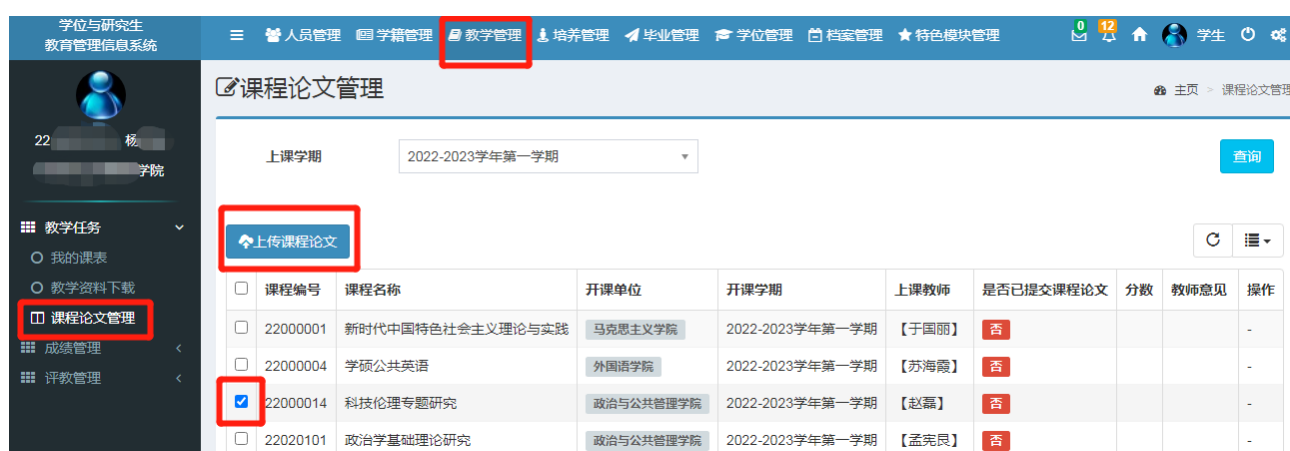 学位与研究生
教育管理信息系统
人员管理 学籍管理 教学管理 培养管理 毕业管理 学位管理 档案管理 特色模块管理 0 12 学生
课程论文管理
主页 > 课程论文管理
22 杨
学院
上课学期 2022-2023学年第一学期 查询
教学任务
我的课表
教学资料下载
课程论文管理
成绩管理
评教管理
上传课程论文
课程编号 课程名称 开课单位 开课学期 上课教师 是否已提交课程论文 分数 教师意见 操作
22000001 新时代中国特色社会主义理论与实践 马克思主义学院 2022-2023学年第一学期 【于国丽】 否 -
22000004 学硕公共英语 外国语学院 2022-2023学年第一学期 【苏海霞】 否 -
22000014 科技伦理专题研究 政治与公共管理学院 2022-2023学年第一学期 【赵磊】 否 -
22020101 政治学基础理论研究 政治与公共管理学院 2022-2023学年第一学期 【孟宪艮】 否 -